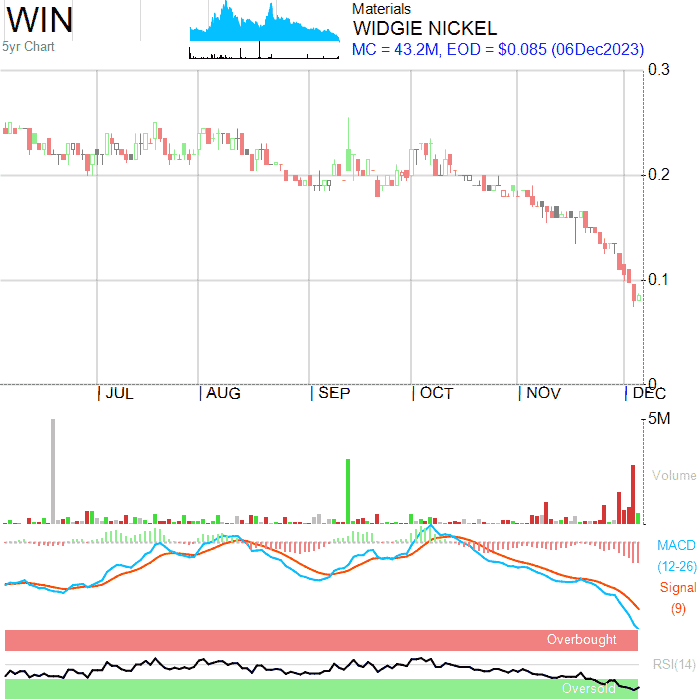 WIN
5yr Chart
Materials
WIDGIE NICKEL
MC = 43.2M, EOD = $0.085 (06Dec2023)
0.3
0.2
0.1
0
JUL AUG SEP OCT NOV DEC
5M
Volume
MACD
(12-26)
Signal
(9)
Overbought
RSI(14)
Oversold